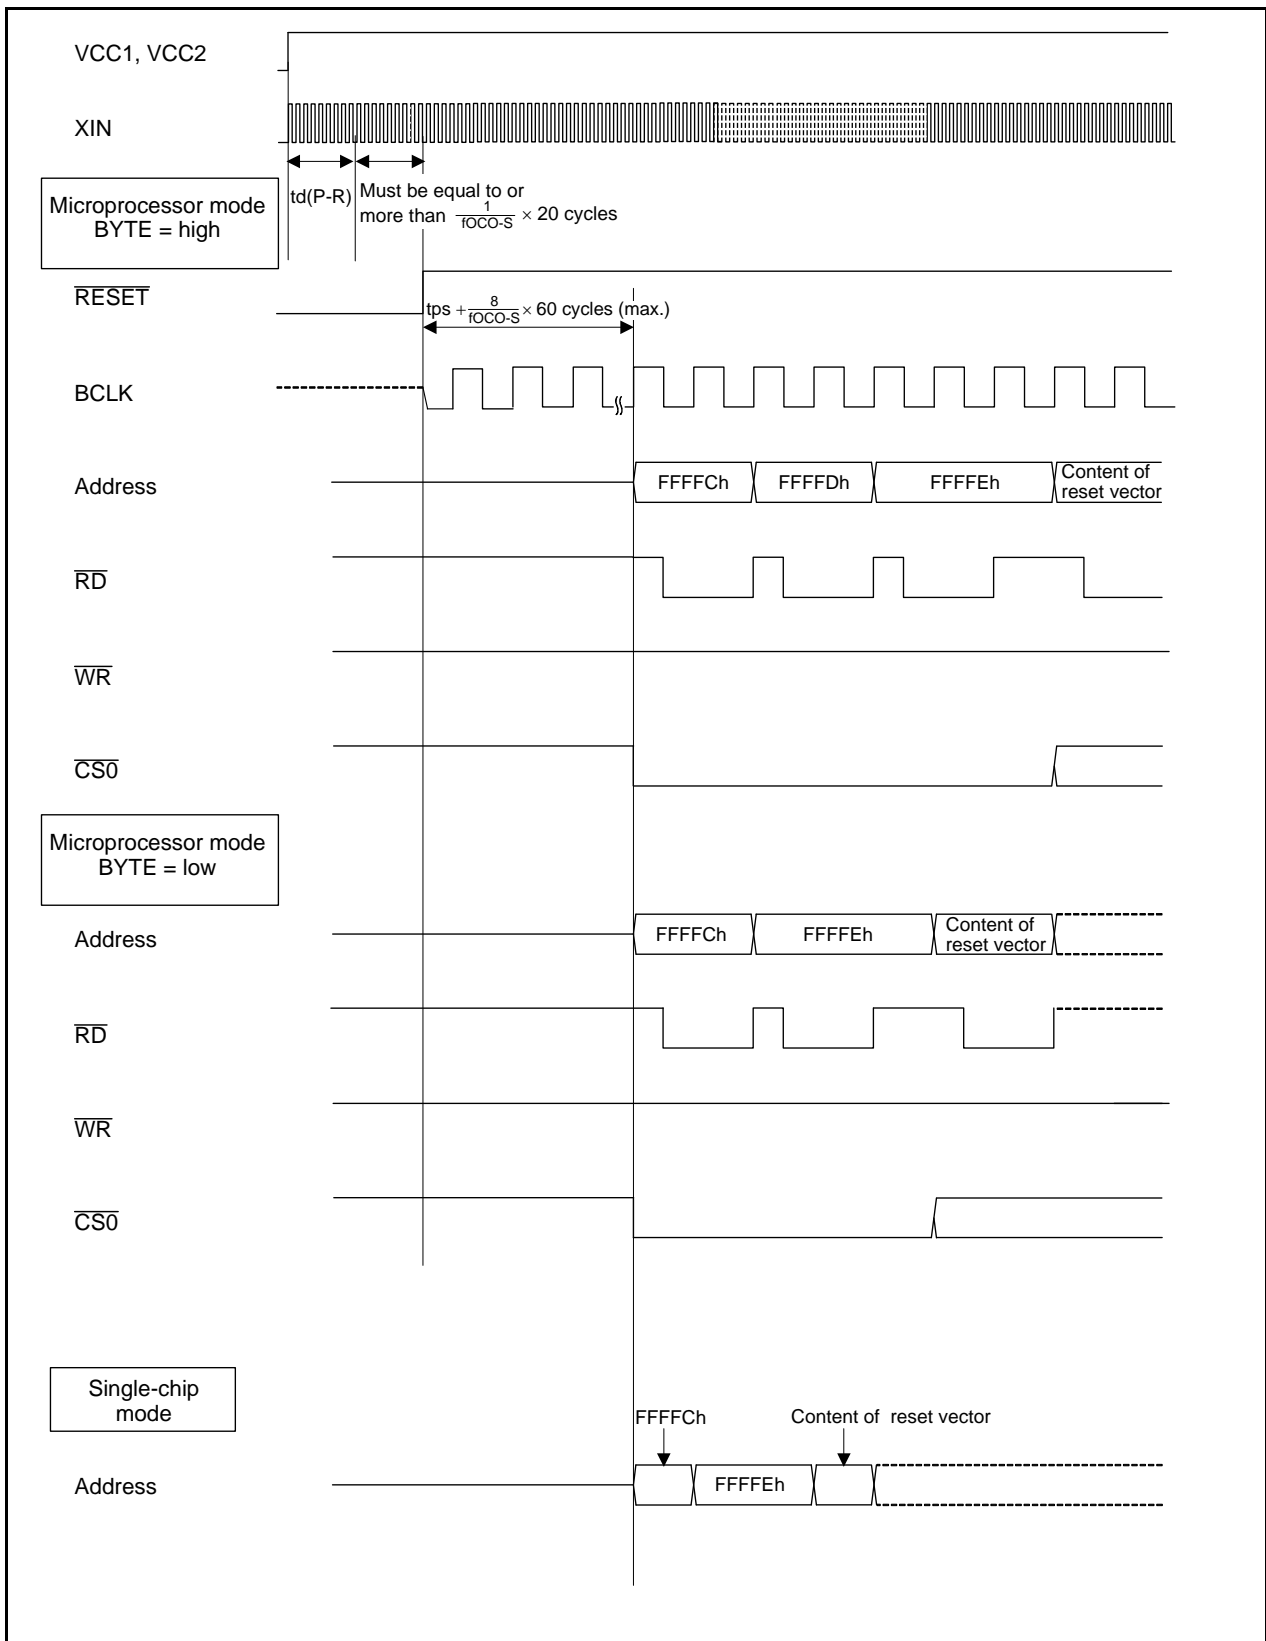 VCC1, VCC2
XIN
td(P-R)
Must be equal to or
more than 1/fOCO-S × 20 cycles
Microprocessor mode
BYTE = high
RESET
tps + 8/fOCO-S × 60 cycles (max.)
BCLK
Address
FFFFCh
FFFFDh
FFFFEh
Content of
reset vector
RD
WR
CS0
Microprocessor mode
BYTE = low
Address
FFFFCh
FFFFEh
Content of
reset vector
RD
WR
CS0
Single-chip
mode
FFFFCh
Content of reset vector
Address
FFFFEh